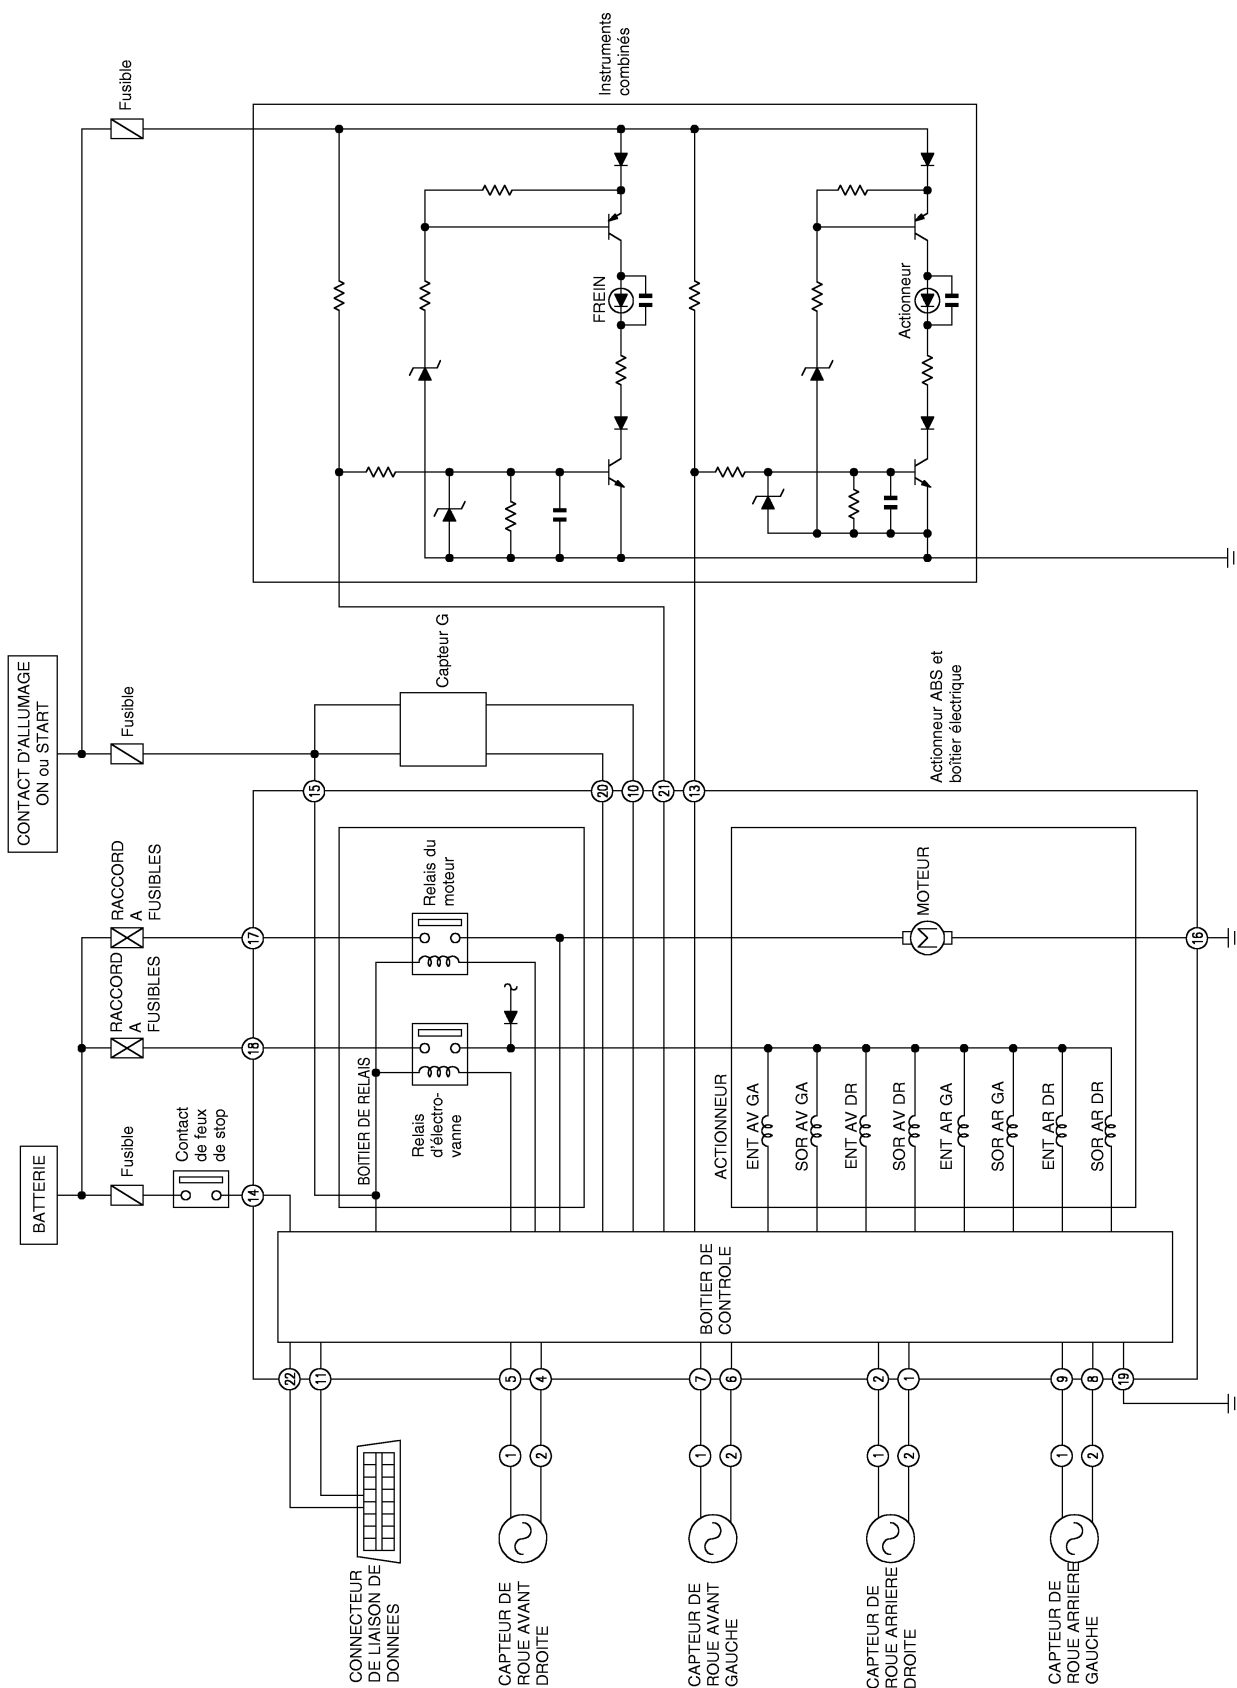 BATTERIE
CONTACT D'ALLUMAGE
ON ou START
Fusible
Contact
de feux
de stop
RACCORD
A
FUSIBLES
RACCORD
A
FUSIBLES
Fusible
Fusible
14
18
17
15
20
10
21
13
16
Capteur G
Instruments
combinés
FREIN
Actionneur
BOITIER DE RELAIS
Relais
d'électro-
vanne
Relais du
moteur
Actionneur ABS et
boîtier électrique
ACTIONNEUR
MOTEUR
M
ENT AV GA
SOR AV GA
ENT AV DR
SOR AV DR
ENT AR GA
SOR AR GA
ENT AR DR
SOR AR DR
BOITIER DE
CONTROLE
22
11
5
4
7
6
2
1
9
8
19
1
2
1
2
1
2
1
2
CONNECTEUR
DE LIAISON DE
DONNEES
CAPTEUR DE
ROUE AVANT
DROITE
CAPTEUR DE
ROUE AVANT
GAUCHE
CAPTEUR DE
ROUE ARRIERE
DROITE
CAPTEUR DE
ROUE ARRIERE
GAUCHE